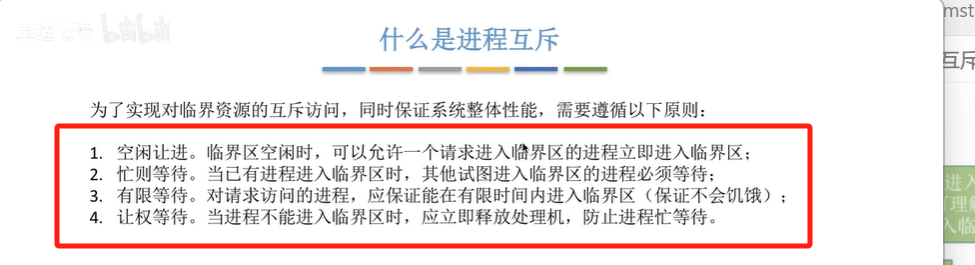 bilibili
什么是进程互斥
为了实现对临界资源的互斥访问，同时保证系统整体性能，需要遵循以下原则：
1. 空闲让进。临界区空闲时，可以允许一个请求进入临界区的进程立即进入临界区；
2. 忙则等待。当已有进程进入临界区时，其他试图进入临界区的进程必须等待；
3. 有限等待。对请求访问的进程，应保证能在有限时间内进入临界区（保证不会饥饿）；
4. 让权等待。当进程不能进入临界区时，应立即释放处理机，防止进程忙等待。
mst
互斥
进入
理解
入临